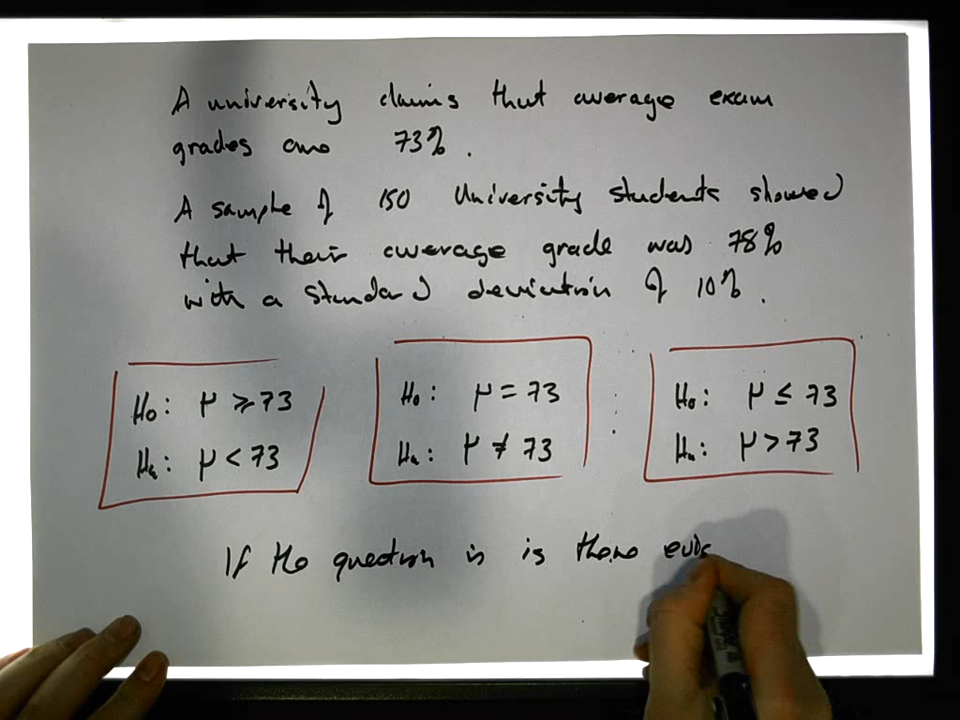 A university claims that average exam
grades are 73%.
A sample of 150 University students showed
that their average grade was 78%
with a standard deviation of 10%.
H₀: μ ≥ 73
Hₐ: μ < 73
H₀: μ = 73
Hₐ: μ ≠ 73
H₀: μ ≤ 73
Hₐ: μ > 73
If the question is is there evid